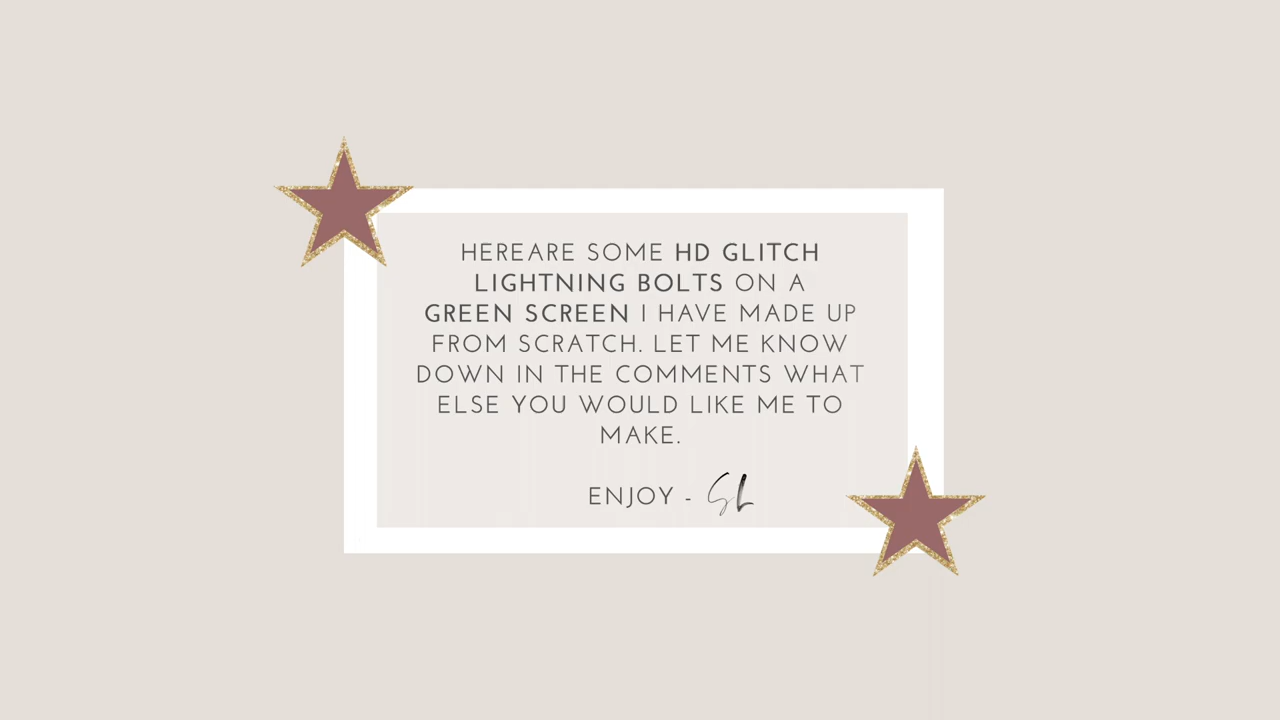 HEREARE SOME HD GLITCH
LIGHTNING BOLTS ON A
GREEN SCREEN I HAVE MADE UP
FROM SCRATCH. LET ME KNOW
DOWN IN THE COMMENTS WHAT
ELSE YOU WOULD LIKE ME TO
MAKE.
ENJOY - SL